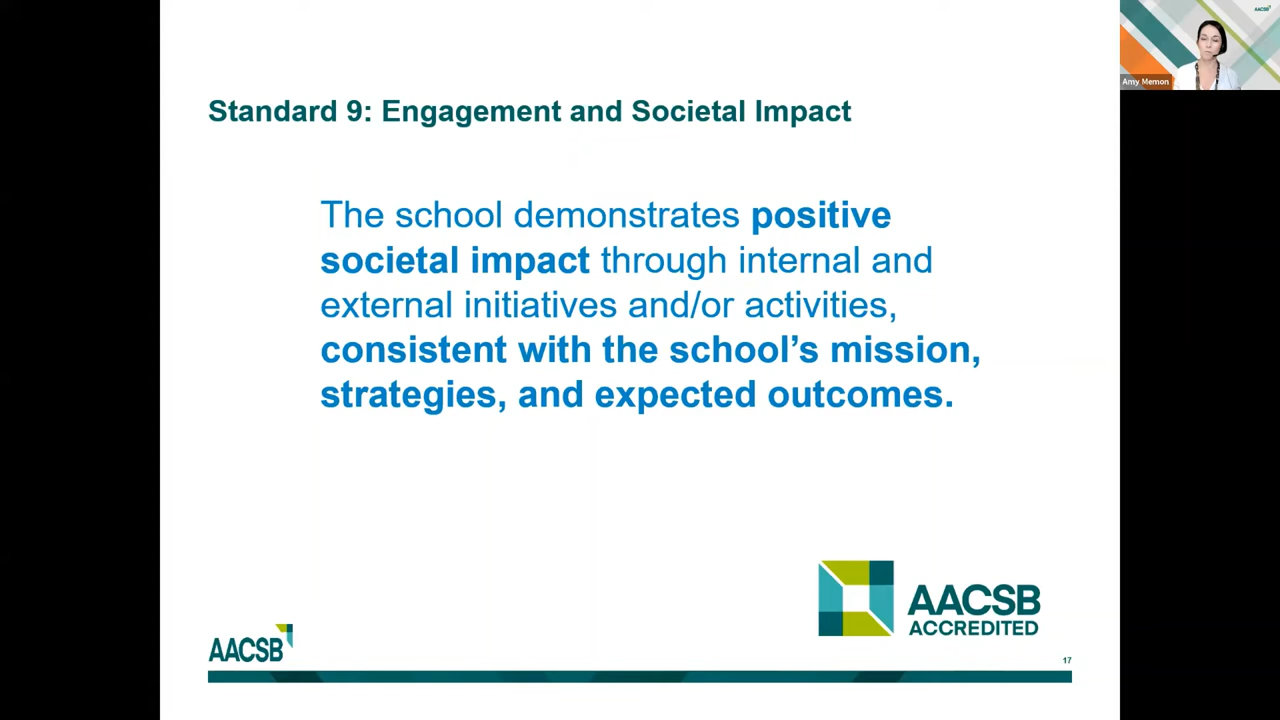 AACSB
Amy Memon
Standard 9: Engagement and Societal Impact
The school demonstrates positive
societal impact through internal and
external initiatives and/or activities,
consistent with the school’s mission,
strategies, and expected outcomes.
AACSB
ACCREDITED
AACSB
17